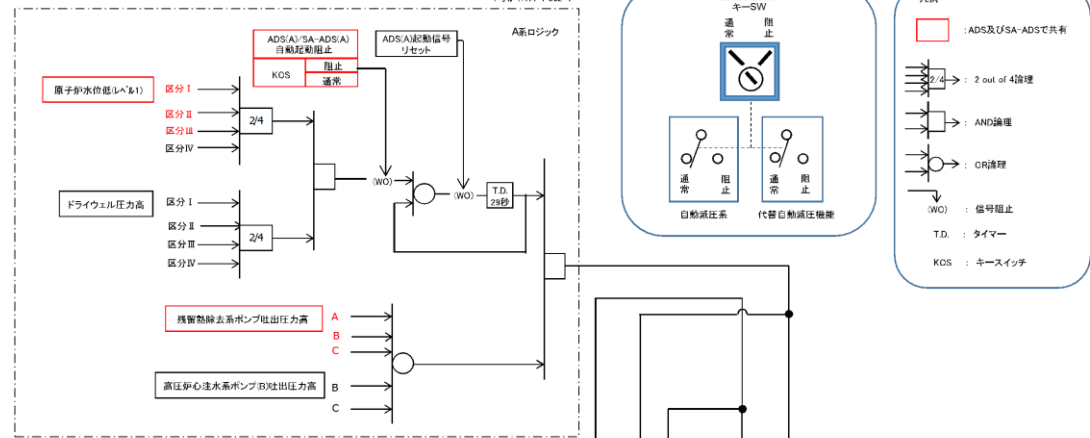 A系ロジック
ADS(A)/SA-ADS(A)
自動起動阻止
KOS
阻止
通常
ADS(A)起動信号
リセット
原子炉水位低(レベル1)
区分Ⅰ
区分Ⅱ
区分Ⅲ
区分Ⅳ
2/4
(WO)
(WO)
T.D.
29秒
ドライウェル圧力高
区分Ⅰ
区分Ⅱ
区分Ⅲ
区分Ⅳ
2/4
残留熱除去系ポンプ吐出圧力高
A
B
C
高圧炉心注水系ポンプ(B)吐出圧力高
B
C
キーSW
通常
阻止
通常
阻止
通常
阻止
自動減圧系
代替自動減圧機能
:ADS及びSA-ADSで共有
2/4
: 2 out of 4論理
: AND論理
: OR論理
(WO) : 信号阻止
T.D. : タイマー
KOS : キースイッチ